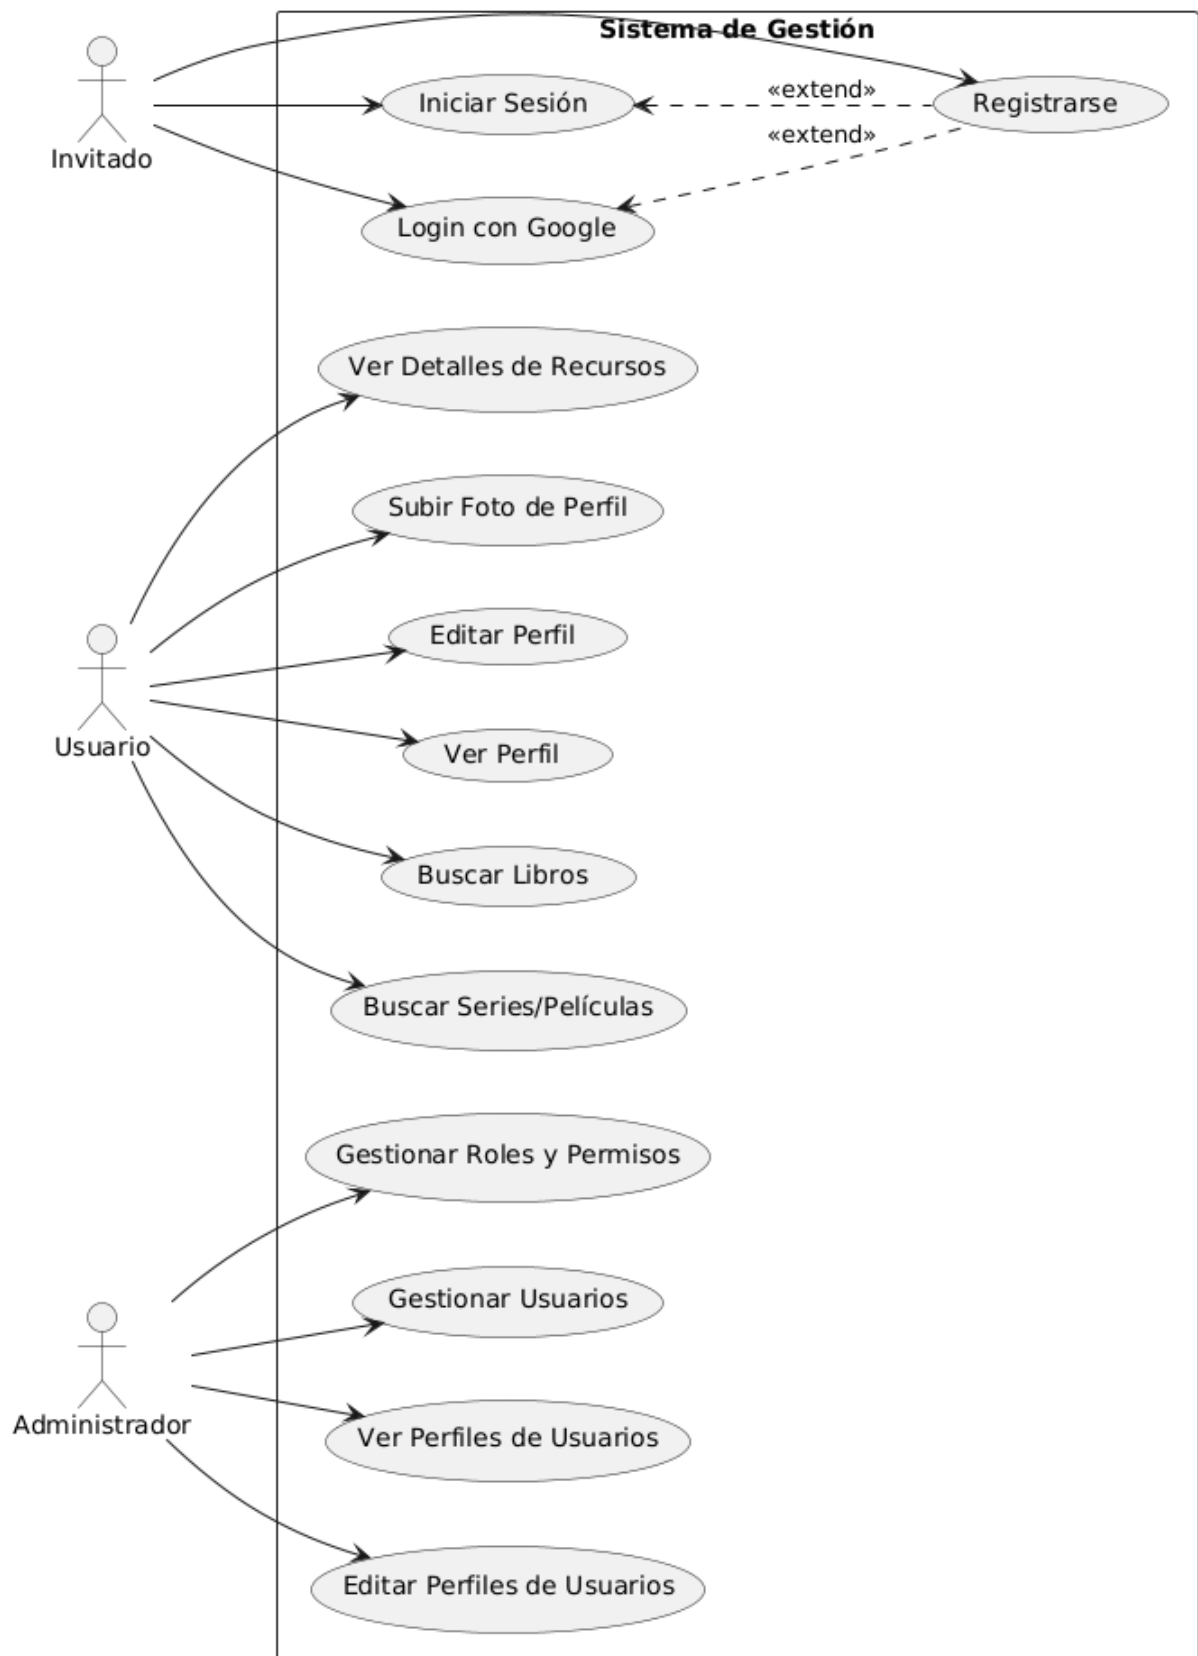 Sistema de Gestión
Invitado
Iniciar Sesión
«extend»
Registrarse
«extend»
Login con Google
Ver Detalles de Recursos
Subir Foto de Perfil
Editar Perfil
Usuario
Ver Perfil
Buscar Libros
Buscar Series/Películas
Gestionar Roles y Permisos
Gestionar Usuarios
Administrador
Ver Perfiles de Usuarios
Editar Perfiles de Usuarios